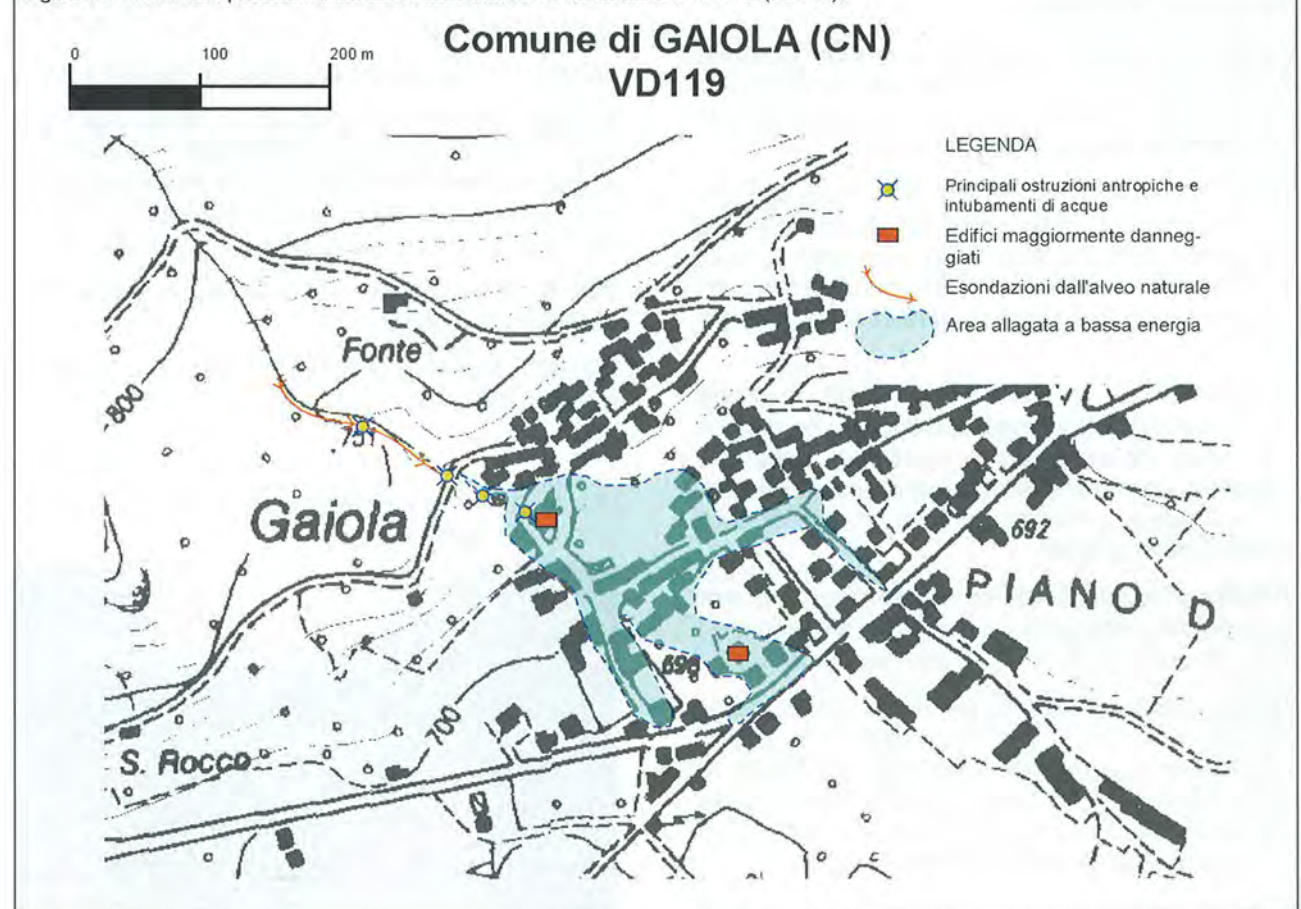 0 100 200 m
Comune di GAIOLA (CN)
VD119
LEGENDA
Principali ostruzioni antropiche e
intubamenti di acque
Edifici maggiormente danneg-
giati
Esondazioni dall'alveo naturale
Area allagata a bassa energia
Fonte
800
751
Gaiola
692
PIANO D
696
700
S. Rocco